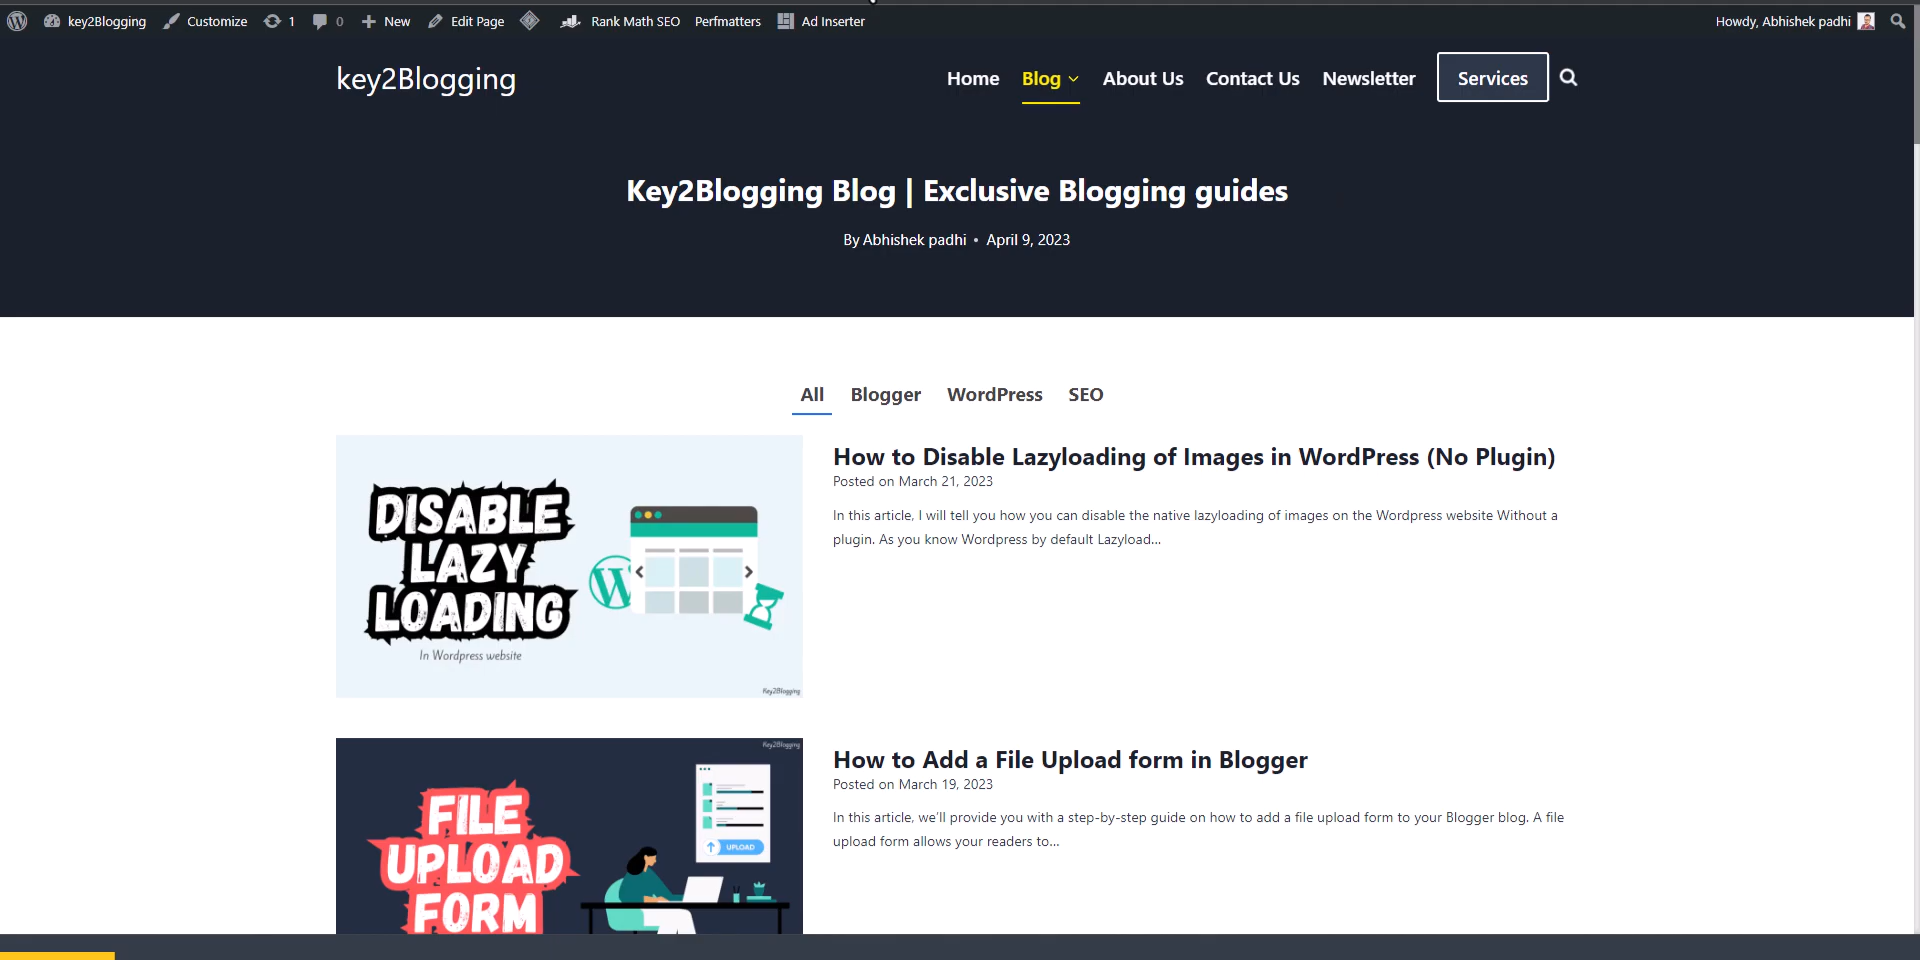 key2Blogging Customize 1 0 New Edit Page Rank Math SEO Perfmatters Ad Inserter Howdy, Abhishek padhi
key2Blogging Home Blog About Us Contact Us Newsletter Services
Key2Blogging Blog | Exclusive Blogging guides
By Abhishek padhi • April 9, 2023
All Blogger WordPress SEO
DISABLE
LAZY
LOADING
In Wordpress website
Key2Blogging
How to Disable Lazyloading of Images in WordPress (No Plugin)
Posted on March 21, 2023
In this article, I will tell you how you can disable the native lazyloading of images on the Wordpress website Without a
plugin. As you know Wordpress by default Lazyload...
Key2Blogging
FILE
UPLOAD
FORM
UPLOAD
How to Add a File Upload form in Blogger
Posted on March 19, 2023
In this article, we'll provide you with a step-by-step guide on how to add a file upload form to your Blogger blog. A file
upload form allows your readers to...